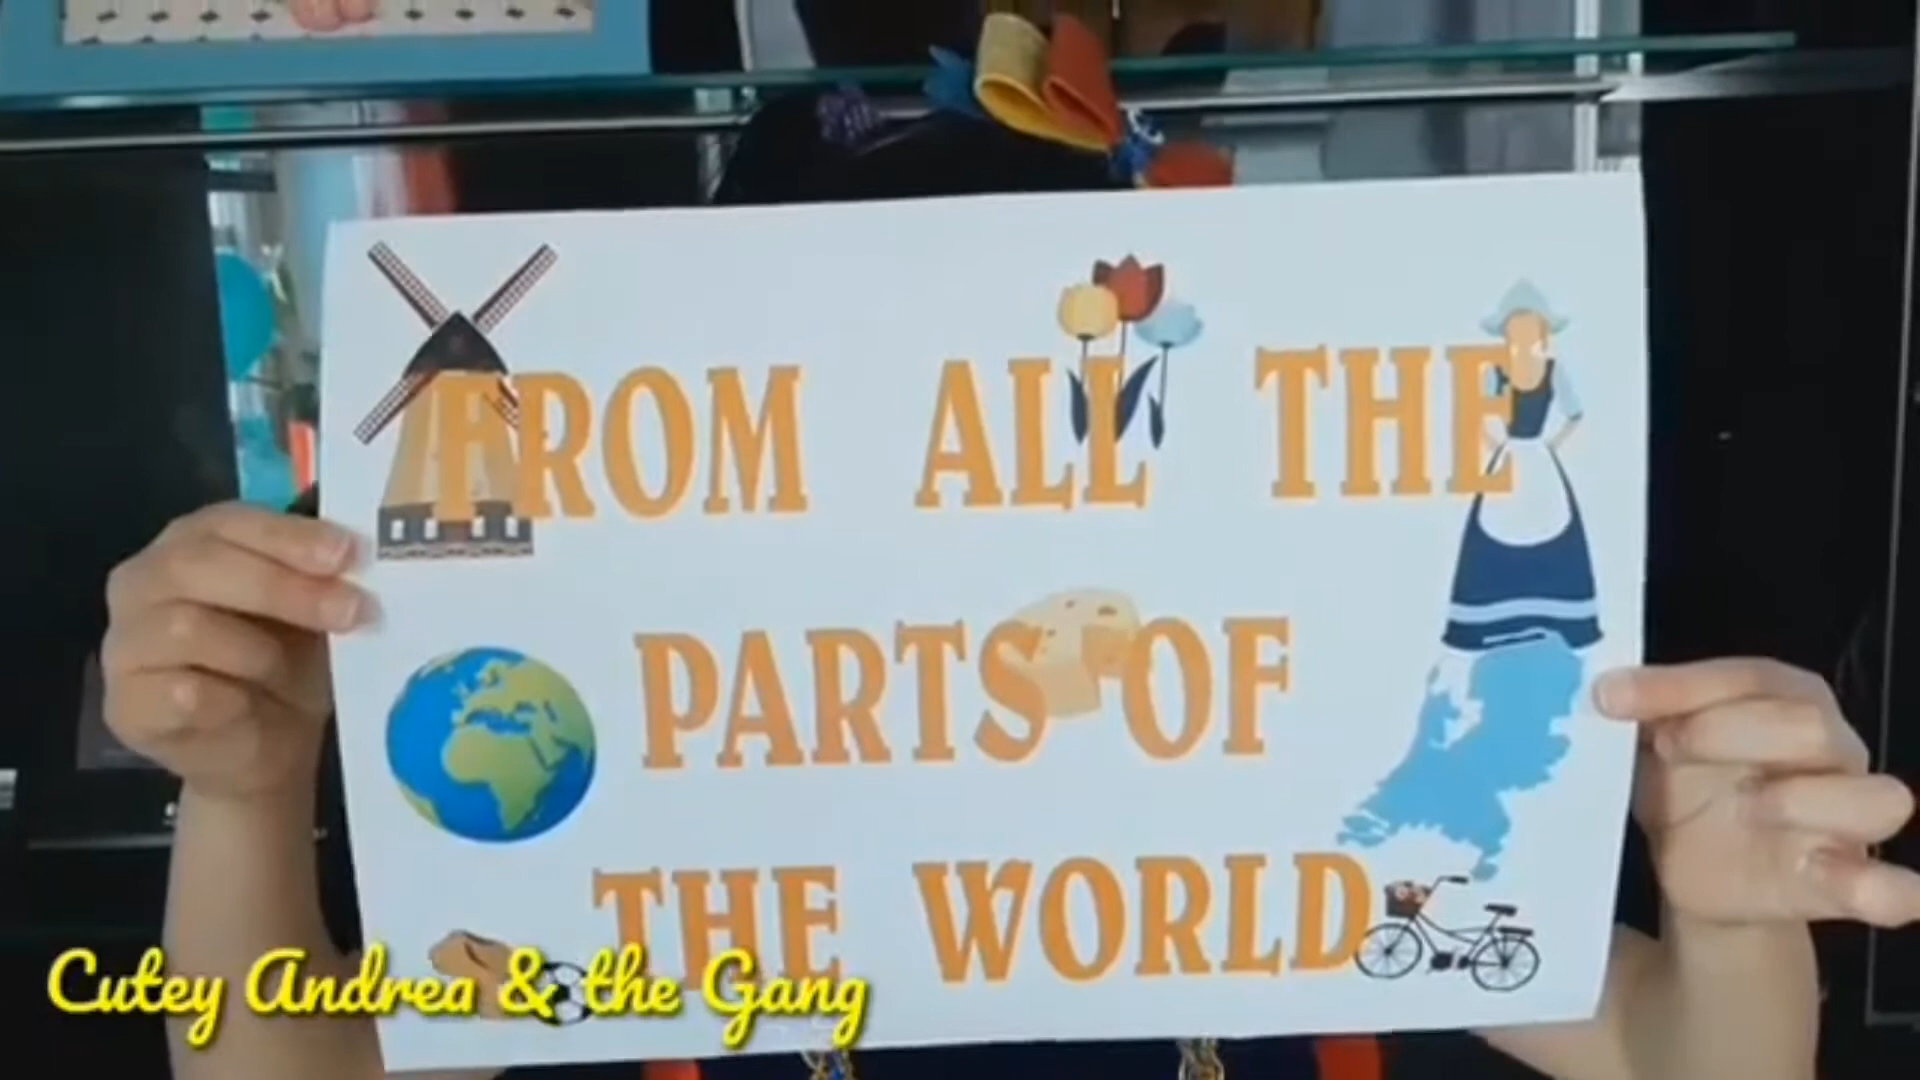 FROM ALL THE
PARTS OF
THE WORLD
Cutey Andrea & the Gang